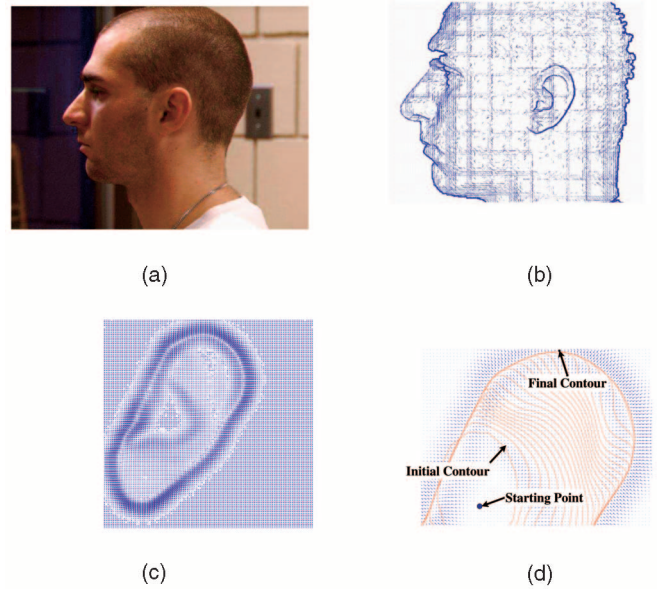 (a)
(b)
Final Contour
Initial Contour
Starting Point
(c)
(d)